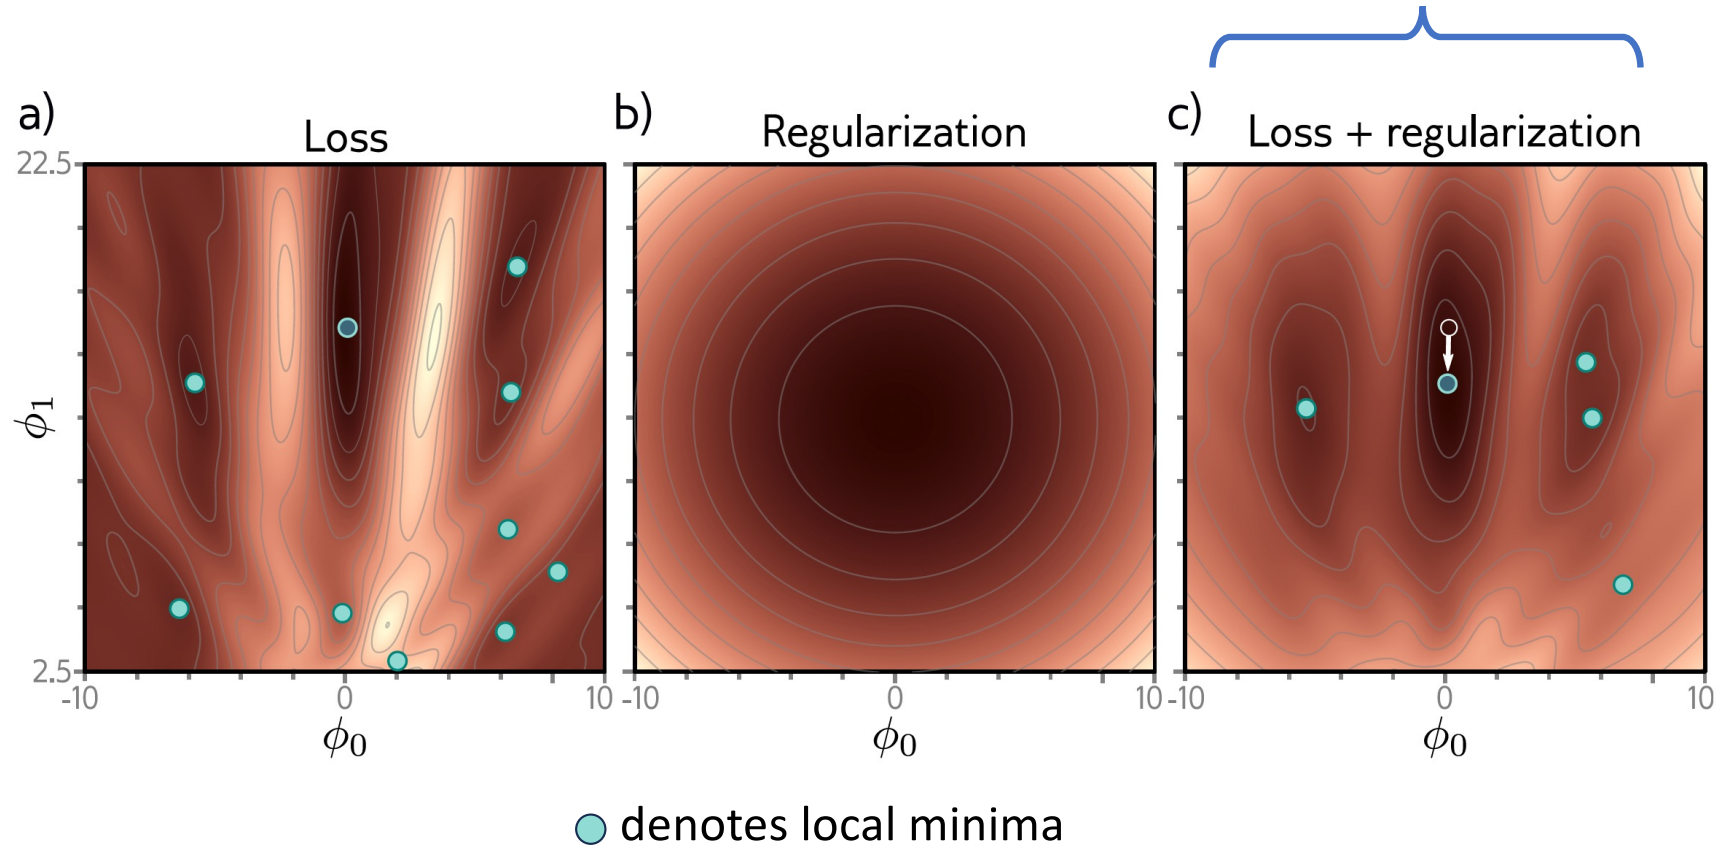 a)
Loss
b)
Regularization
c)
Loss + regularization
22.5
ϕ1
2.5
-10
0
10
ϕ0
-10
0
10
ϕ0
-10
0
10
ϕ0
denotes local minima